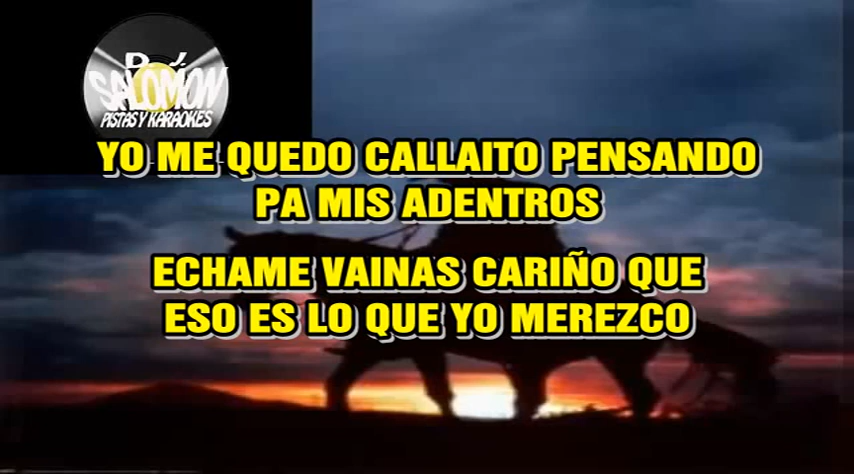 D. J.
SALOMON
PISTAS Y KARAOKES
YO ME QUEDO CALLAITO PENSANDO
PA MIS ADENTROS
ECHAME VAINAS CARIÑO QUE
ESO ES LO QUE YO MEREZCO